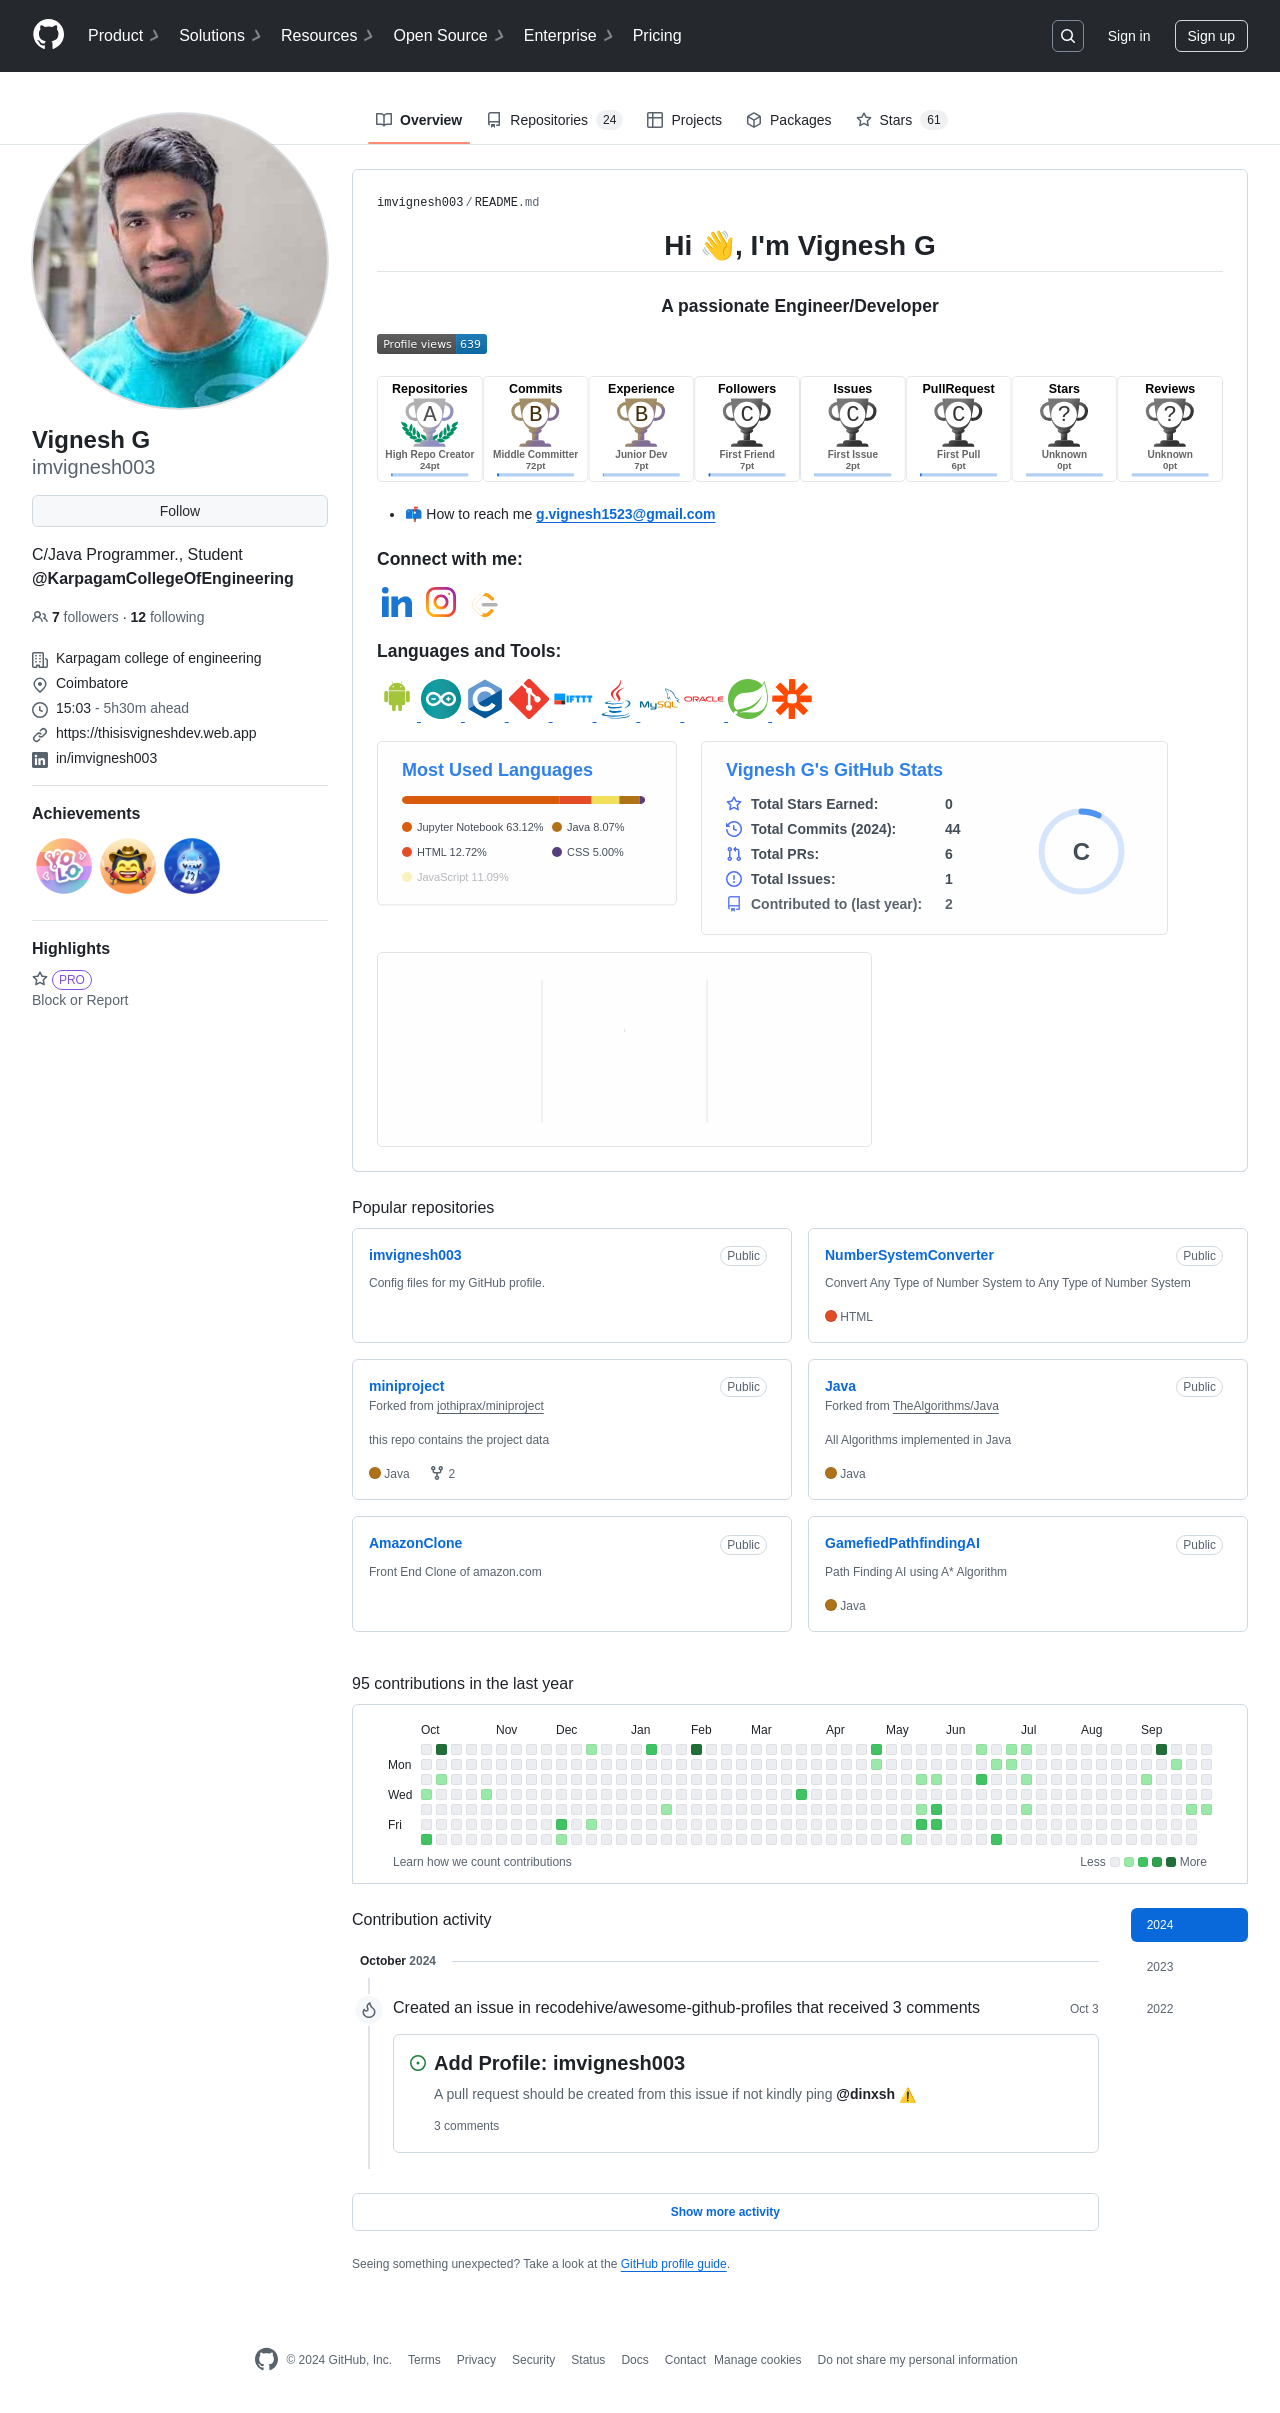 Product Solutions Resources Open Source Enterprise Pricing Sign in Sign up
Overview Repositories 24 Projects Packages Stars 61
Vignesh G
imvignesh003
Follow
C/Java Programmer., Student
@KarpagamCollegeOfEngineering
7 followers · 12 following
Karpagam college of engineering
Coimbatore
15:03 - 5h30m ahead
https://thisisvigneshdev.web.app
in/imvignesh003
Achievements
YOLO
Highlights
PRO
Block or Report
imvignesh003/README.md
Hi 👋, I'm Vignesh G
A passionate Engineer/Developer
Profile views 639
Repositories Commits Experience Followers Issues PullRequest Stars Reviews
A B B C C C ? ?
High Repo Creator Middle Committer Junior Dev First Friend First Issue First Pull Unknown Unknown
24pt 72pt 7pt 7pt 2pt 6pt 0pt 0pt
• 📫 How to reach me g.vignesh1523@gmail.com
Connect with me:
in
Languages and Tools:
C IFTTT Java MySQL ORACLE
Most Used Languages
Jupyter Notebook 63.12% Java 8.07%
HTML 12.72% CSS 5.00%
JavaScript 11.09%
Vignesh G's GitHub Stats
Total Stars Earned: 0
Total Commits (2024): 44
Total PRs: 6
Total Issues: 1
Contributed to (last year): 2
C
Popular repositories
imvignesh003 Public
Config files for my GitHub profile.
NumberSystemConverter Public
Convert Any Type of Number System to Any Type of Number System
HTML
miniproject Public
Forked from jothiprax/miniproject
this repo contains the project data
Java 2
Java Public
Forked from TheAlgorithms/Java
All Algorithms implemented in Java
Java
AmazonClone Public
Front End Clone of amazon.com
GamefiedPathfindingAI Public
Path Finding AI using A* Algorithm
Java
95 contributions in the last year
Oct Nov Dec Jan Feb Mar Apr May Jun Jul Aug Sep
Mon
Wed
Fri
Learn how we count contributions Less More
Contribution activity
2024
2023
2022
October 2024
Created an issue in recodehive/awesome-github-profiles that received 3 comments Oct 3
Add Profile: imvignesh003
A pull request should be created from this issue if not kindly ping @dinxsh ⚠️
3 comments
Show more activity
Seeing something unexpected? Take a look at the GitHub profile guide.
© 2024 GitHub, Inc. Terms Privacy Security Status Docs Contact Manage cookies Do not share my personal information